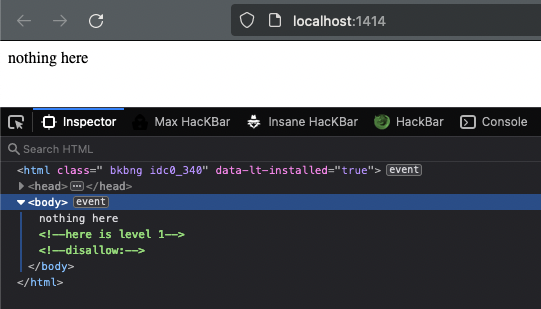 localhost:1414
nothing here
Inspector Max HacKBar Insane HacKBar HackBar Console
Search HTML
<html class=" bkbng idc0_340" data-lt-installed="true"> event
<head> ••• </head>
<body> event
nothing here
<!--here is level 1-->
<!--disallow:-->
</body>
</html>